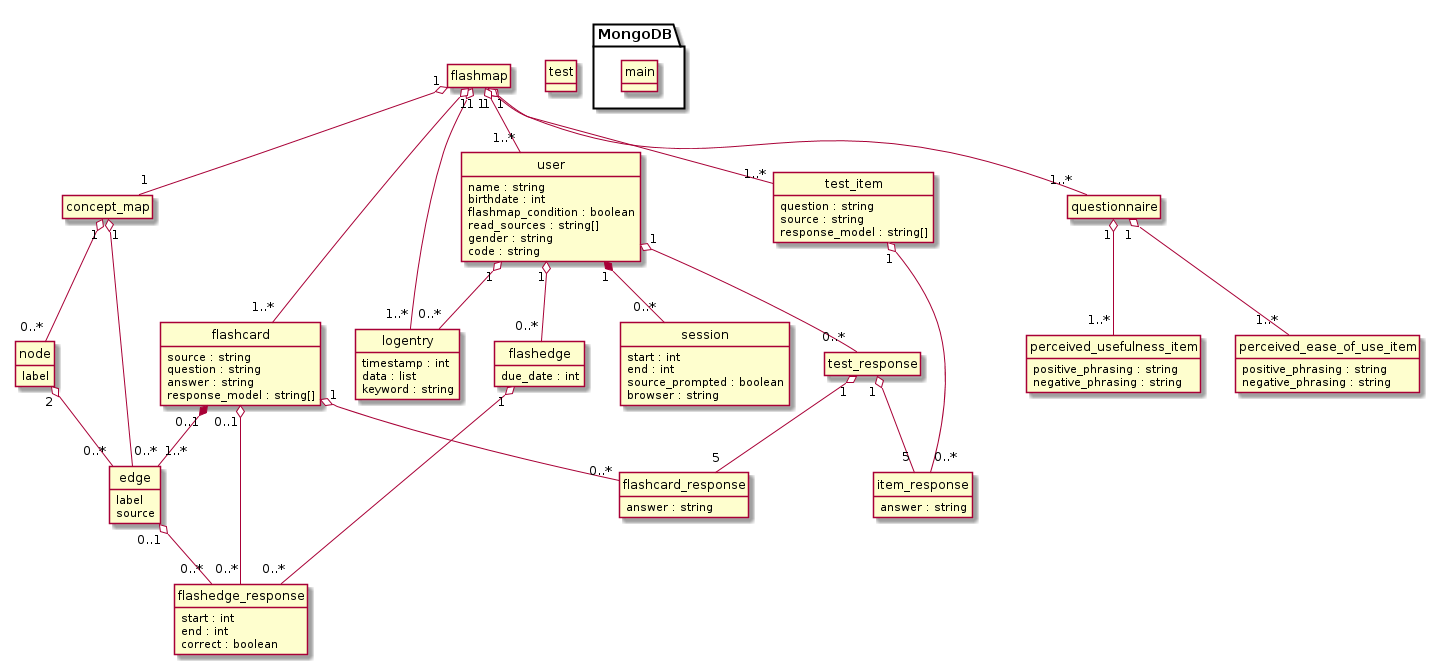 MongoDB
flashmap
test
main
1
1
1
1
1
1
1..*
user
name : string
birthdate : int
flashmap_condition : boolean
read_sources : string[]
gender : string
code : string
1..*
test_item
question : string
source : string
response_model : string[]
1..*
questionnaire
1
concept_map
1
1
1
1
1
1
1
1
1
1..*
1..*
0..*
0..*
0..*
0..*
0..*
1..*
1..*
flashcard
source : string
question : string
answer : string
response_model : string[]
logentry
timestamp : int
data : list
keyword : string
node
label
flashedge
due_date : int
session
start : int
end : int
source_prompted : boolean
browser : string
test_response
perceived_usefulness_item
positive_phrasing : string
negative_phrasing : string
perceived_ease_of_use_item
positive_phrasing : string
negative_phrasing : string
2
0..1
0..1
1
1
1
1
0..*
0..*
1..*
0..*
5
5
0..*
edge
label
source
flashcard_response
answer : string
item_response
answer : string
0..1
0..*
0..*
0..*
flashedge_response
start : int
end : int
correct : boolean